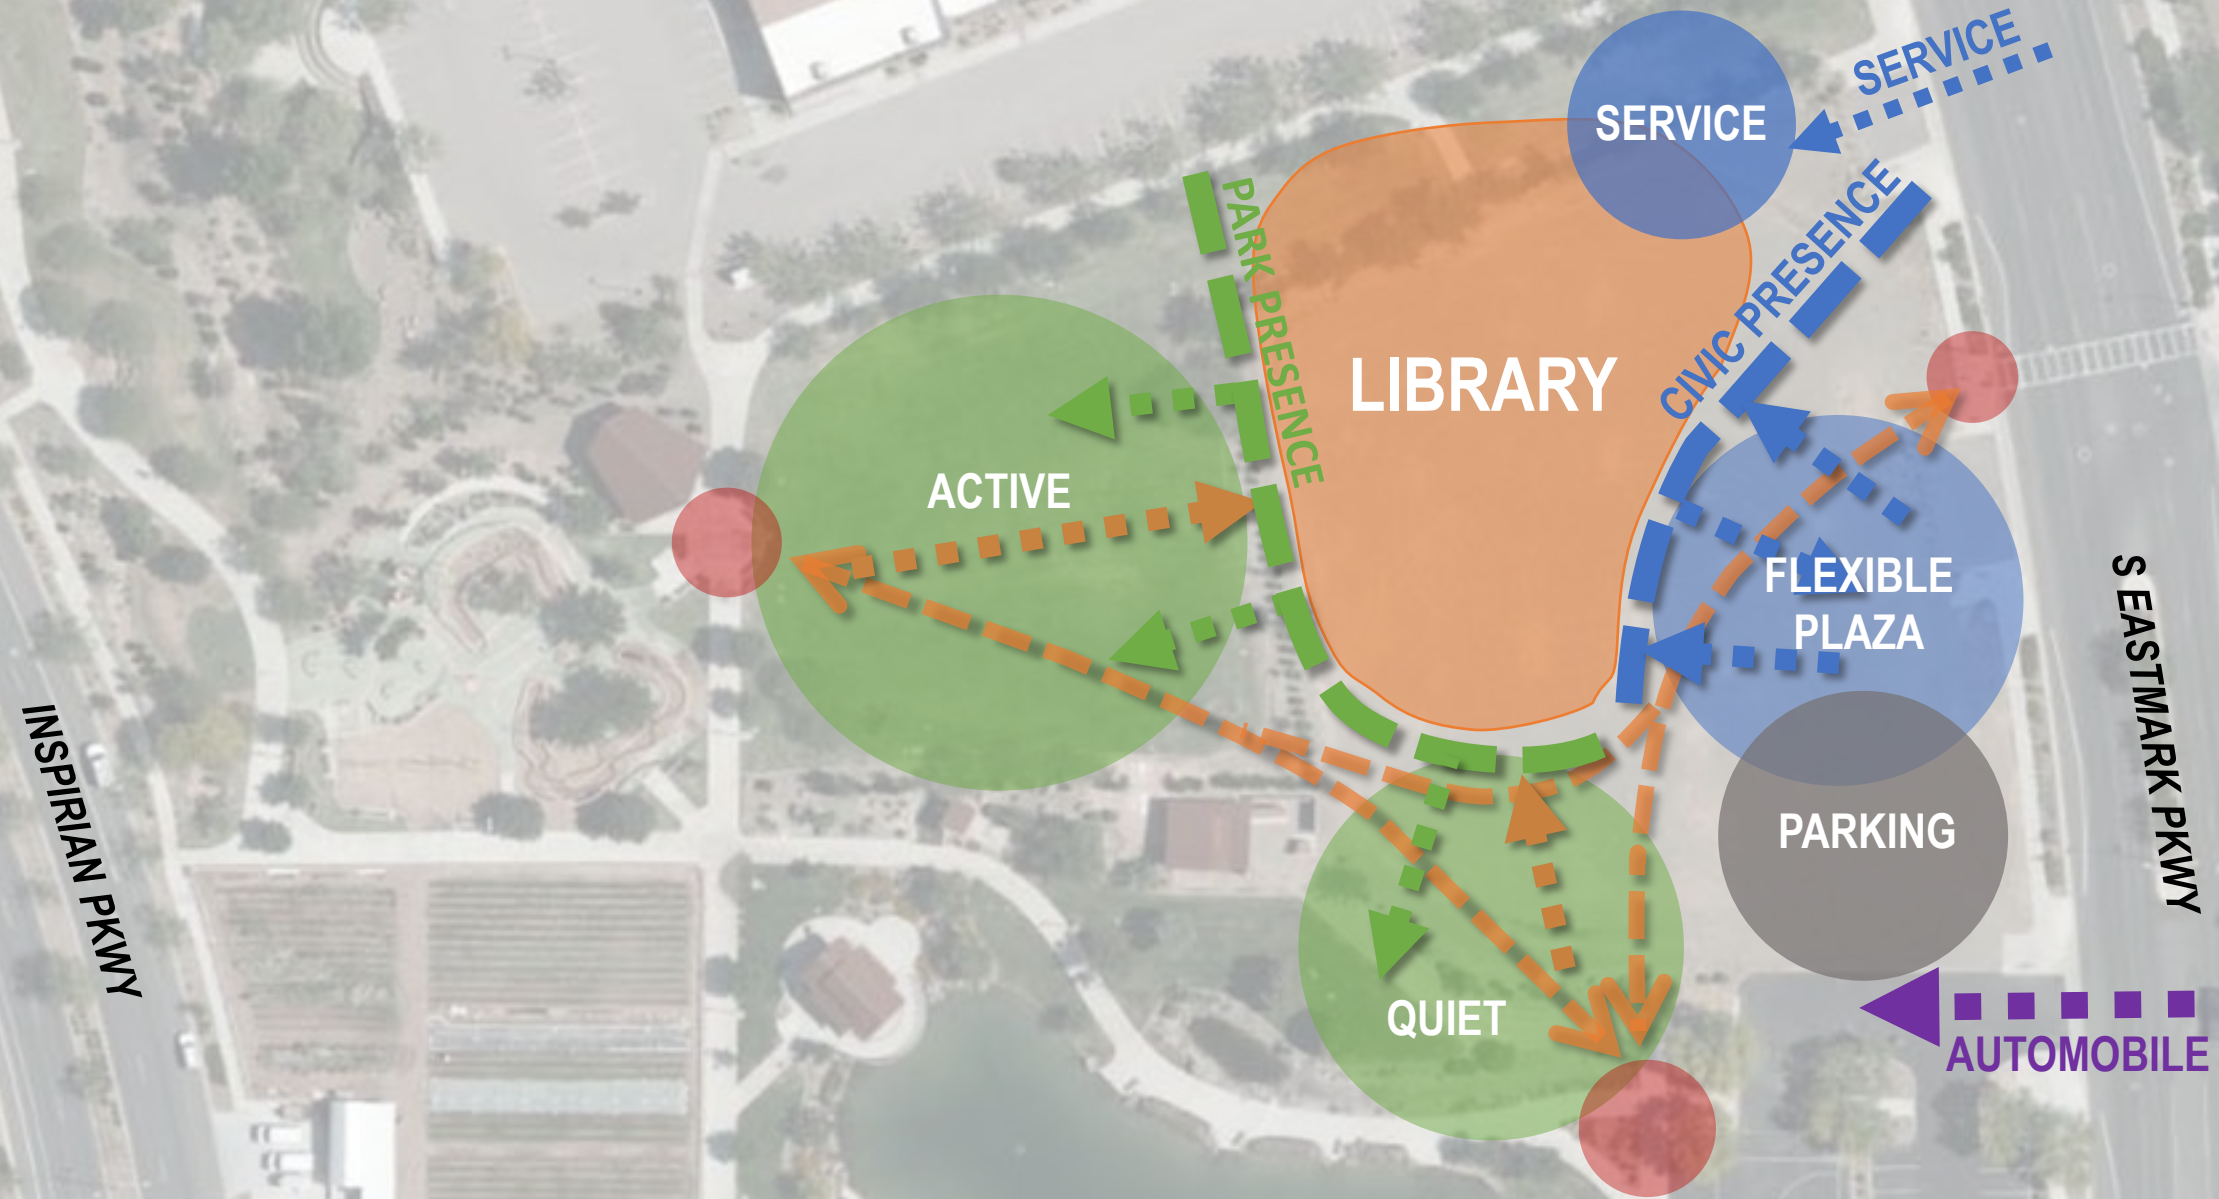 SERVICE
SERVICE
PARK PRESENCE
CIVIC PRESENCE
LIBRARY
ACTIVE
FLEXIBLE
PLAZA
S EASTMARK PKWY
INSPIRIAN PKWY
PARKING
QUIET
AUTOMOBILE